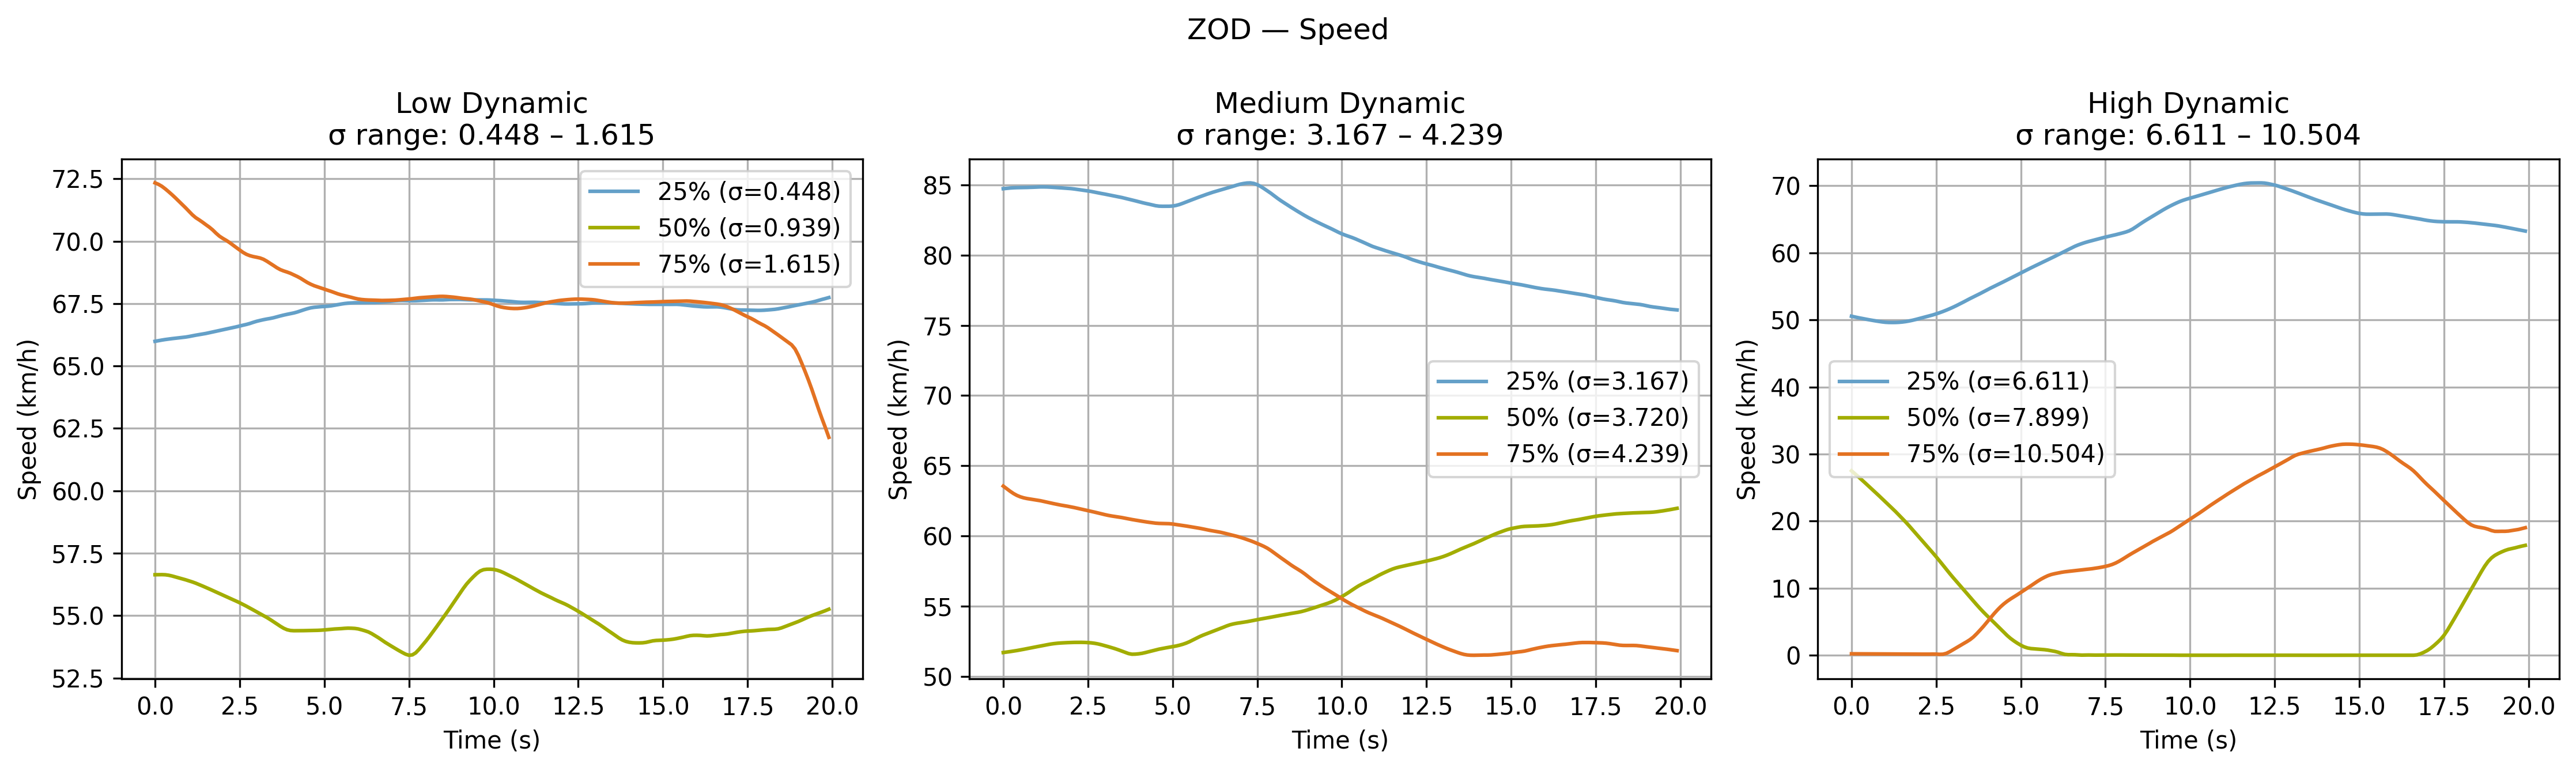 ZOD — Speed
Low Dynamic
σ range: 0.448 – 1.615
72.5
70.0
67.5
65.0
62.5
60.0
57.5
55.0
52.5
Speed (km/h)
25% (σ=0.448)
50% (σ=0.939)
75% (σ=1.615)
0.0 2.5 5.0 7.5 10.0 12.5 15.0 17.5 20.0
Time (s)
Medium Dynamic
σ range: 3.167 – 4.239
85
80
75
70
65
60
55
50
Speed (km/h)
25% (σ=3.167)
50% (σ=3.720)
75% (σ=4.239)
0.0 2.5 5.0 7.5 10.0 12.5 15.0 17.5 20.0
Time (s)
High Dynamic
σ range: 6.611 – 10.504
70
60
50
40
30
20
10
0
Speed (km/h)
25% (σ=6.611)
50% (σ=7.899)
75% (σ=10.504)
0.0 2.5 5.0 7.5 10.0 12.5 15.0 17.5 20.0
Time (s)